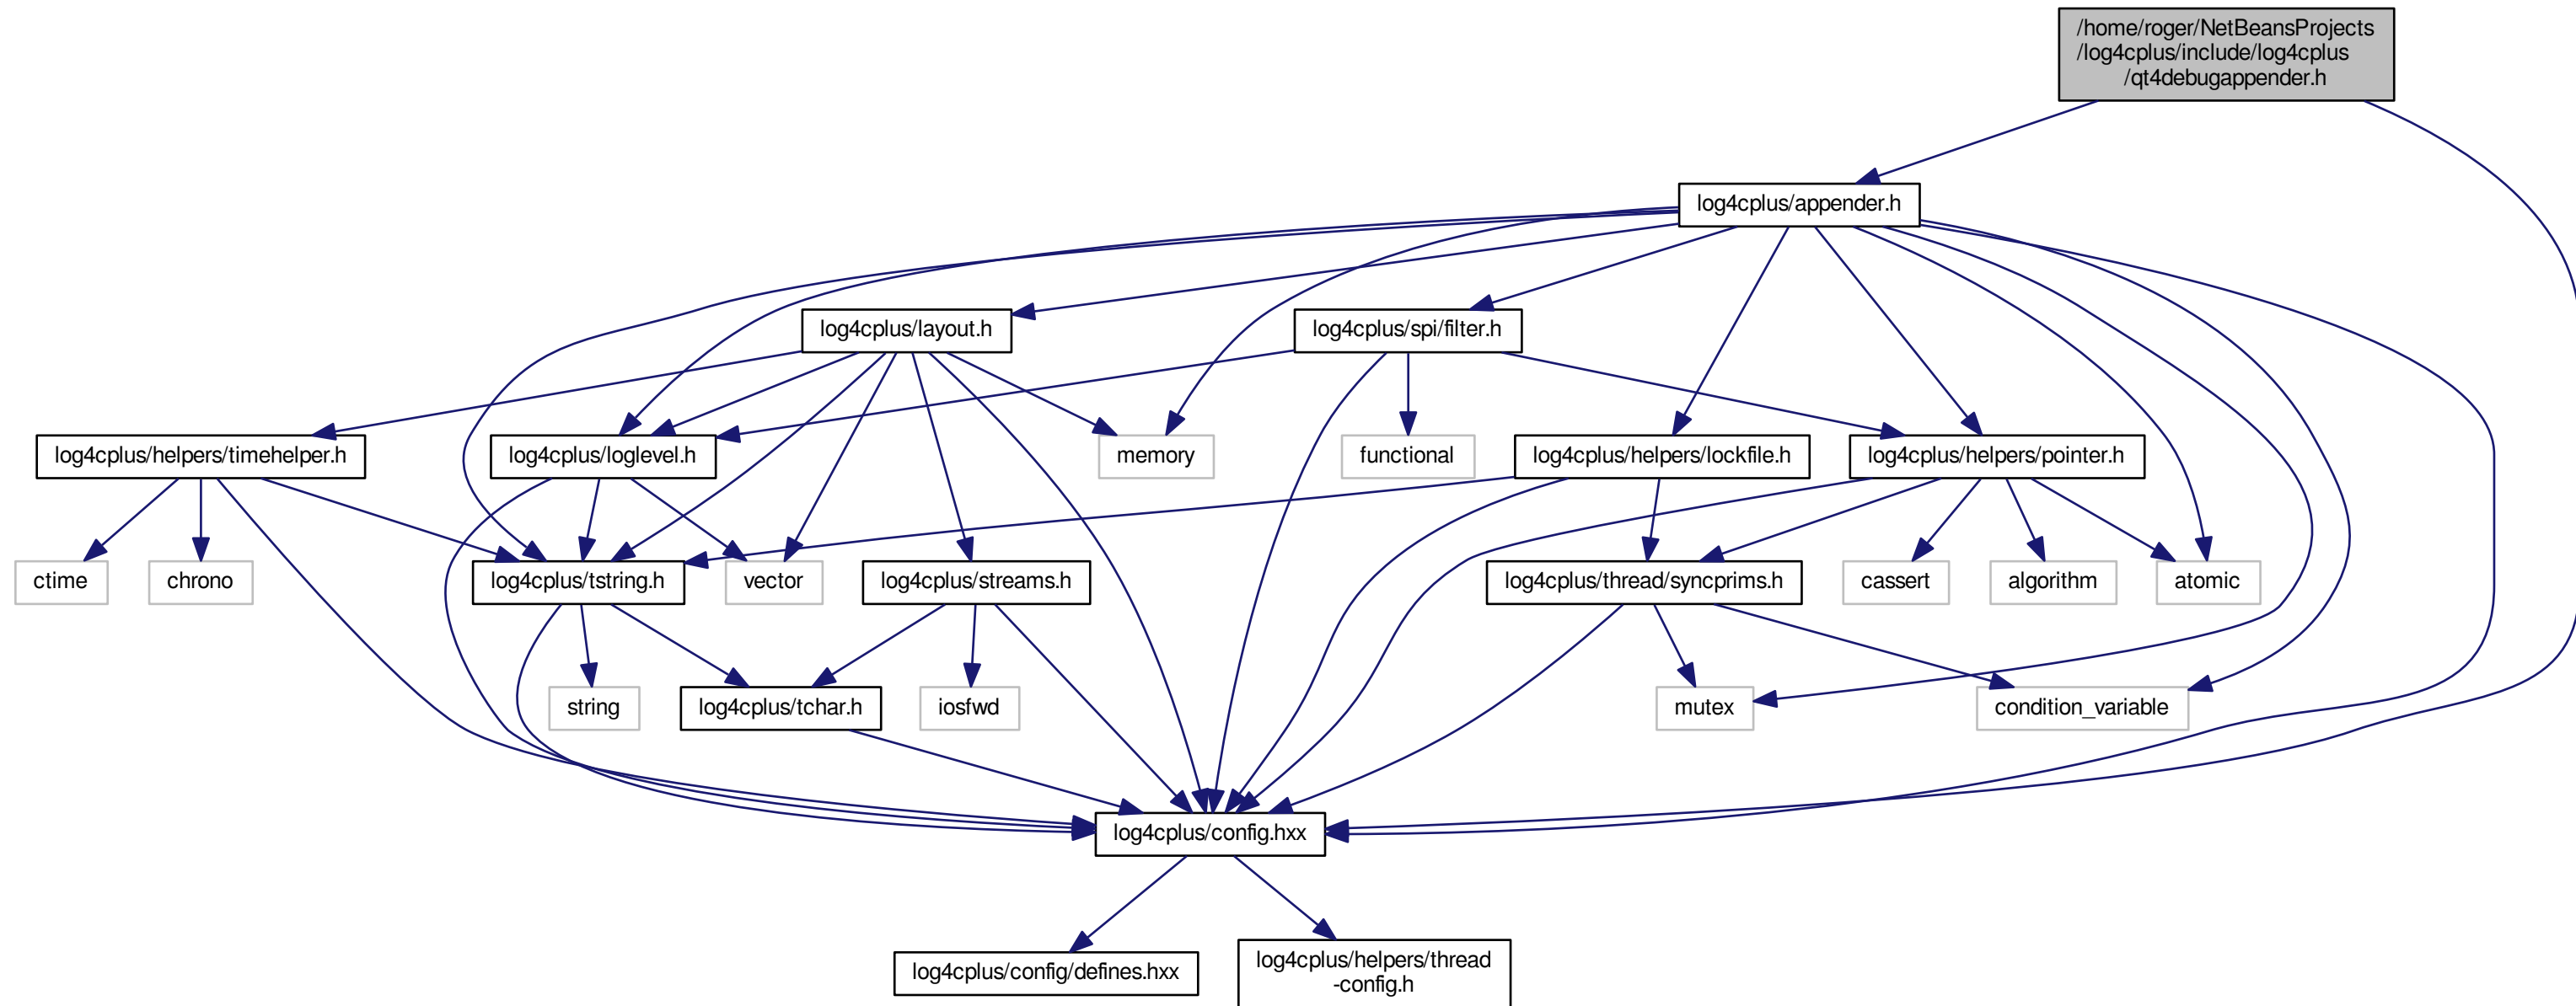 /home/roger/NetBeansProjects
/log4cplus/include/log4cplus
/qt4debugappender.h
log4cplus/appender.h
log4cplus/layout.h
log4cplus/spi/filter.h
log4cplus/helpers/timehelper.h
log4cplus/loglevel.h
memory
functional
log4cplus/helpers/lockfile.h
log4cplus/helpers/pointer.h
ctime
chrono
log4cplus/tstring.h
vector
log4cplus/streams.h
log4cplus/thread/syncprims.h
cassert
algorithm
atomic
string
log4cplus/tchar.h
iosfwd
mutex
condition_variable
log4cplus/config.hxx
log4cplus/config/defines.hxx
log4cplus/helpers/thread
-config.h